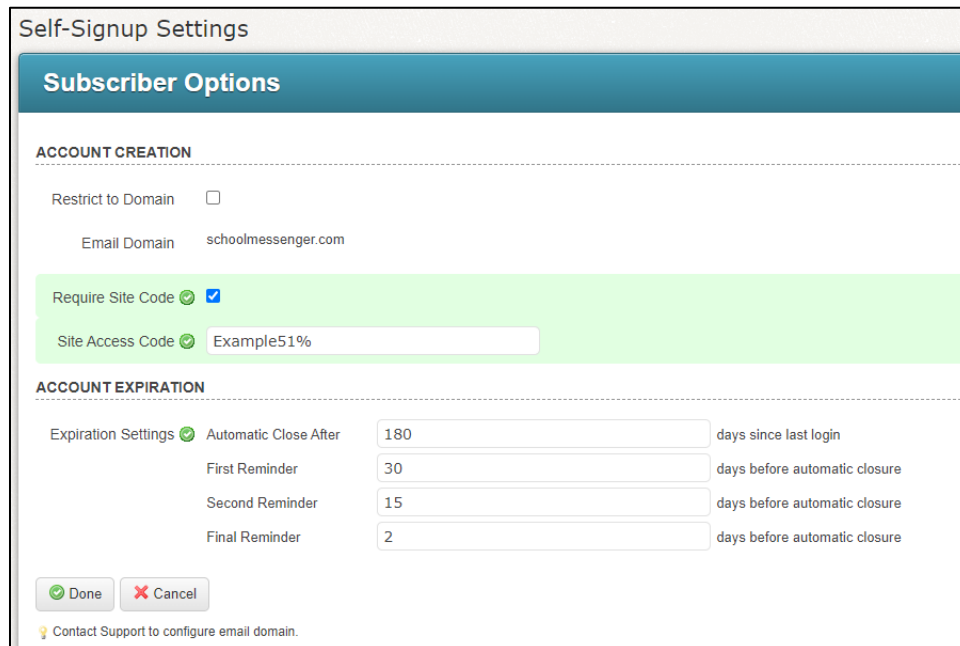 Self-Signup Settings
Subscriber Options
ACCOUNT CREATION
Restrict to Domain
Email Domain schoolmessenger.com
Require Site Code
Site Access Code Example51%
ACCOUNT EXPIRATION
Expiration Settings Automatic Close After 180 days since last login
First Reminder 30 days before automatic closure
Second Reminder 15 days before automatic closure
Final Reminder 2 days before automatic closure
Done Cancel
Contact Support to configure email domain.